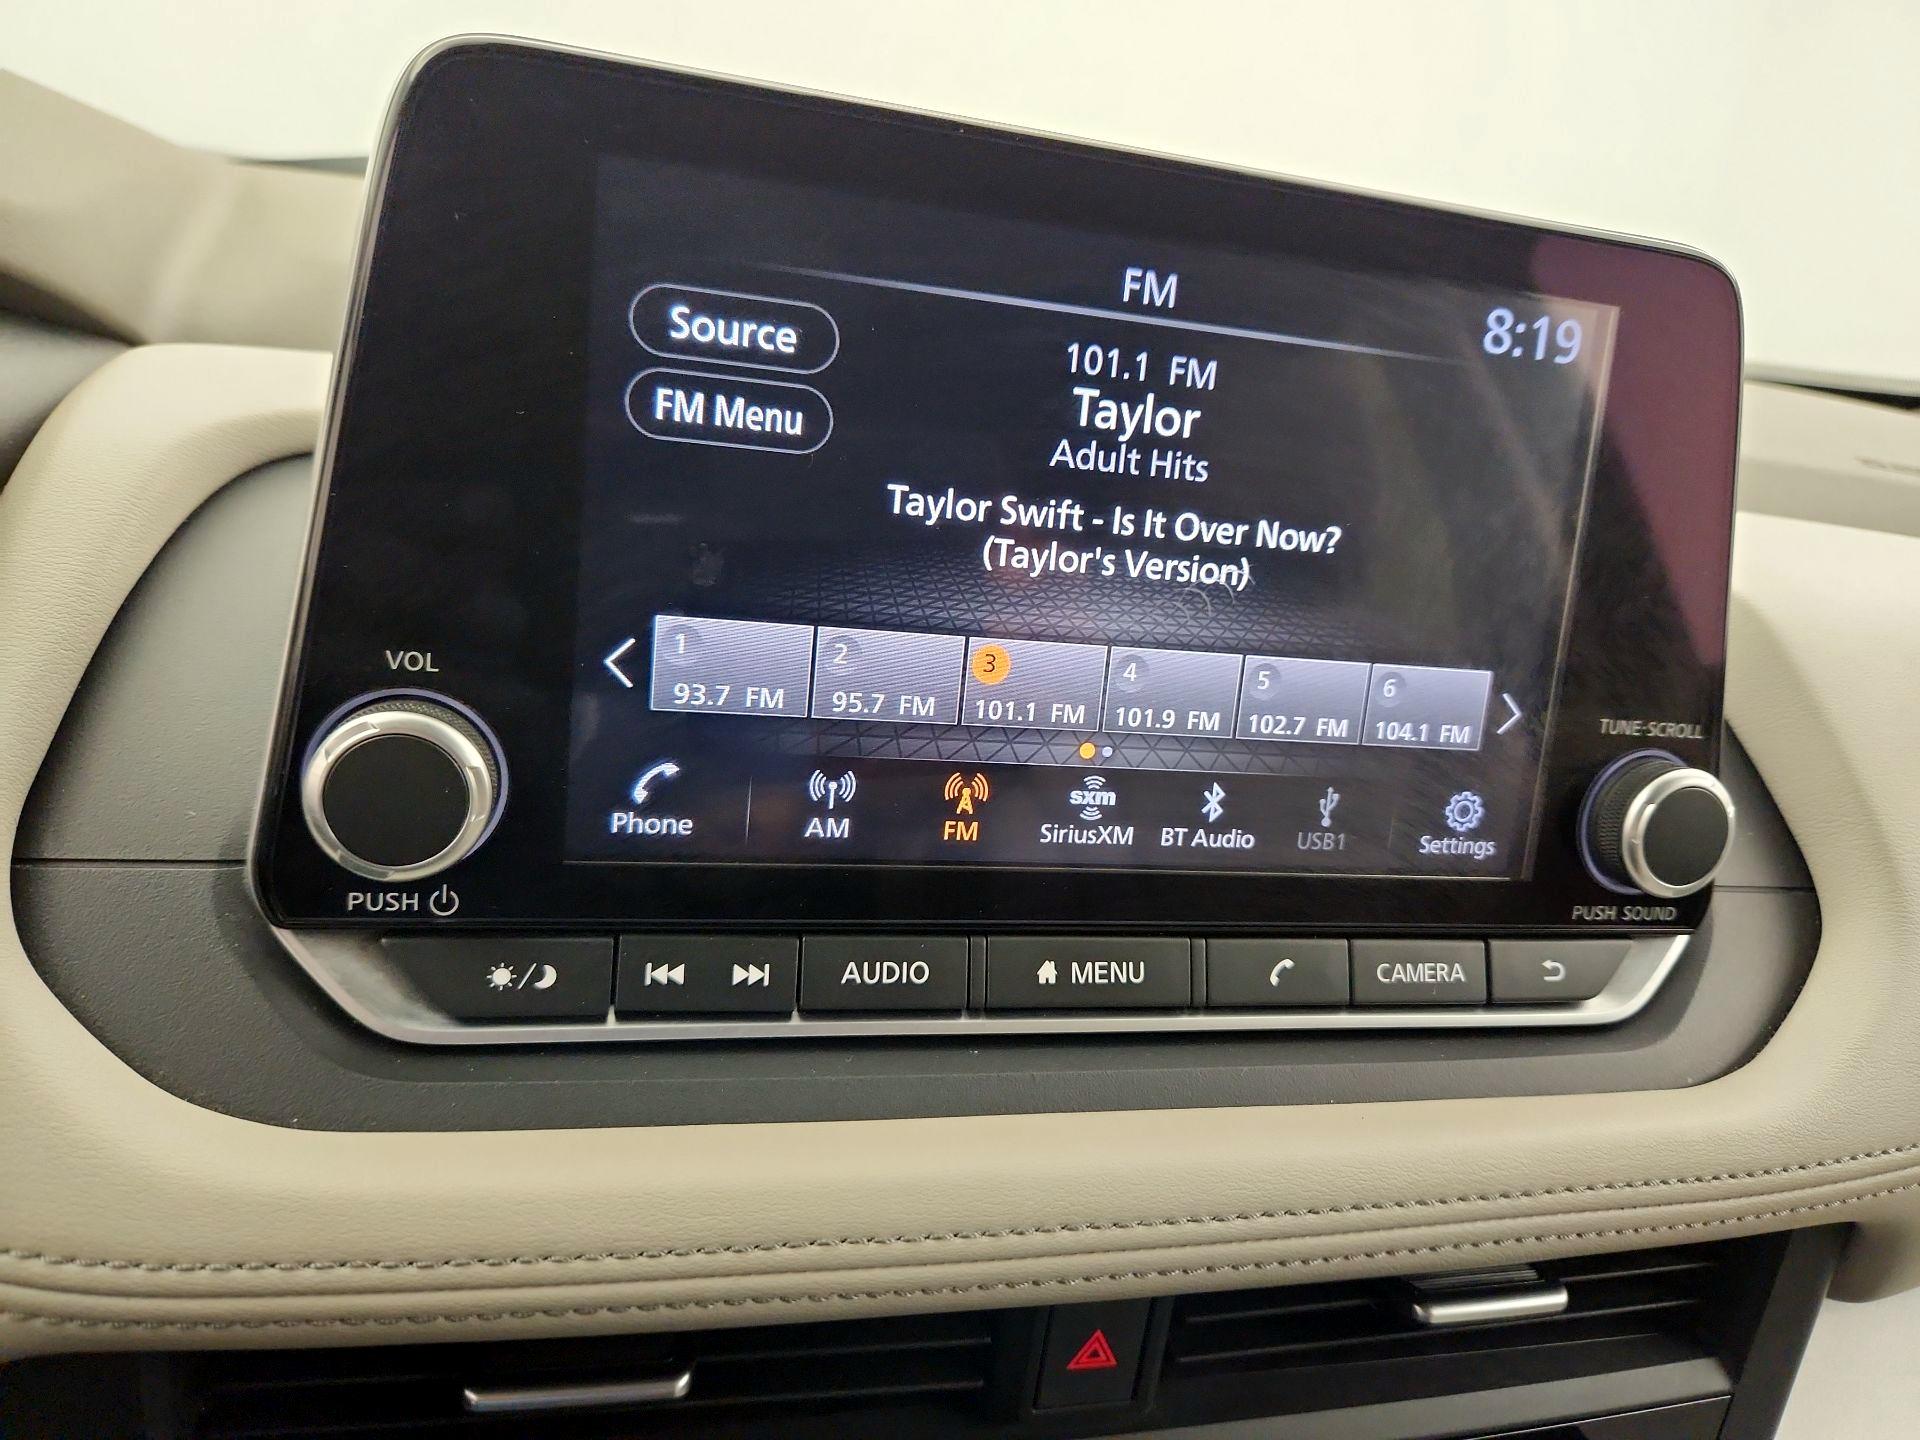 FM
8:19
Source
FM Menu
101.1 FM
Taylor
Adult Hits
Taylor Swift - Is It Over Now?
(Taylor's Version)
1
93.7 FM
2
95.7 FM
3
101.1 FM
4
101.9 FM
5
102.7 FM
6
104.1 FM
Phone
AM
FM
sxm
SiriusXM
BT Audio
USB1
Settings
VOL
PUSH
TUNE·SCROLL
PUSH SOUND
AUDIO
MENU
CAMERA